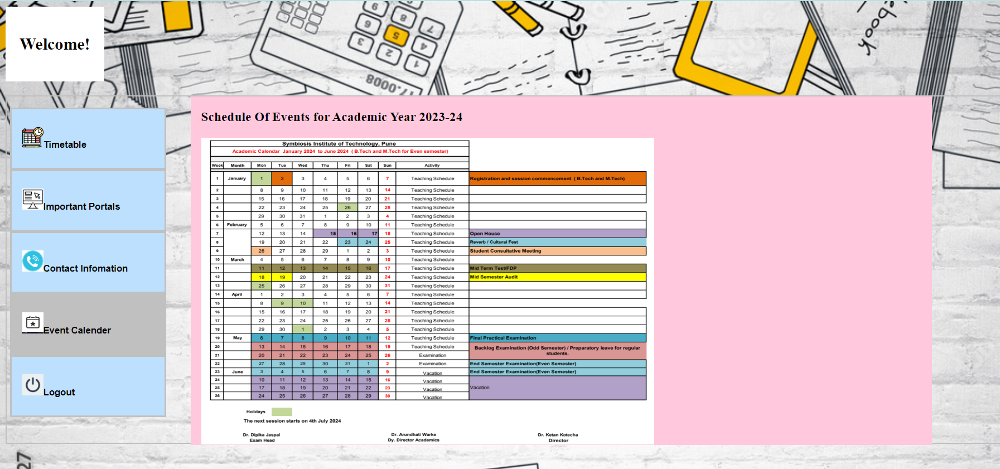 Welcome!
Timetable
Important Portals
Contact Infomation
Event Calender
Logout
Schedule Of Events for Academic Year 2023-24
Symbiosis Institute of Technology, Pune
Academic Calendar January 2024 to June 2024 ( B.Tech and M.Tech for Even semester)
Week Month Mon Tue Wed Thu Fri Sat Sun Activity
1 January 1 2 3 4 5 6 7 Teaching Schedule Registration and session commencement ( B.Tech and M.Tech)
2 8 9 10 11 12 13 14 Teaching Schedule
3 15 16 17 18 19 20 21 Teaching Schedule
4 22 23 24 25 26 27 28 Teaching Schedule
5 29 30 31 1 2 3 4 Teaching Schedule
6 February 5 6 7 8 9 10 11 Teaching Schedule
7 12 13 14 15 16 17 18 Teaching Schedule Open House
8 19 20 21 22 23 24 25 Teaching Schedule Reverb / Cultural Fest
9 26 27 28 29 1 2 3 Teaching Schedule Student Consultative Meeting
10 March 4 5 6 7 8 9 10 Teaching Schedule
11 11 12 13 14 15 16 17 Teaching Schedule Mid Term Test/FDP
12 18 19 20 21 22 23 24 Teaching Schedule Mid Semester Audit
13 25 26 27 28 29 30 31 Teaching Schedule
14 April 1 2 3 4 5 6 7 Teaching Schedule
15 8 9 10 11 12 13 14 Teaching Schedule
16 15 16 17 18 19 20 21 Teaching Schedule
17 22 23 24 25 26 27 28 Teaching Schedule
18 29 30 1 2 3 4 5 Teaching Schedule
19 May 6 7 8 9 10 11 12 Teaching Schedule Final Practical Examination
20 13 14 15 16 17 18 19 Teaching Schedule Backlog Examination (Odd Semester) / Preparatory leave for regular
21 20 21 22 23 24 25 26 Examination students.
22 27 28 29 30 31 1 2 Examination End Semester Examination(Even Semester)
23 June 3 4 5 6 7 8 9 Vacation End Semester Examination(Even Semester)
24 10 11 12 13 14 15 16 Vacation
25 17 18 19 20 21 22 23 Vacation Vacation
26 24 25 26 27 28 29 30 Vacation
Holidays
The next session starts on 4th July 2024
Dr. Dipika Jaspal Dr. Arundhati Warke Dr. Ketan Kotecha
Exam Head Dy. Director Academics Director